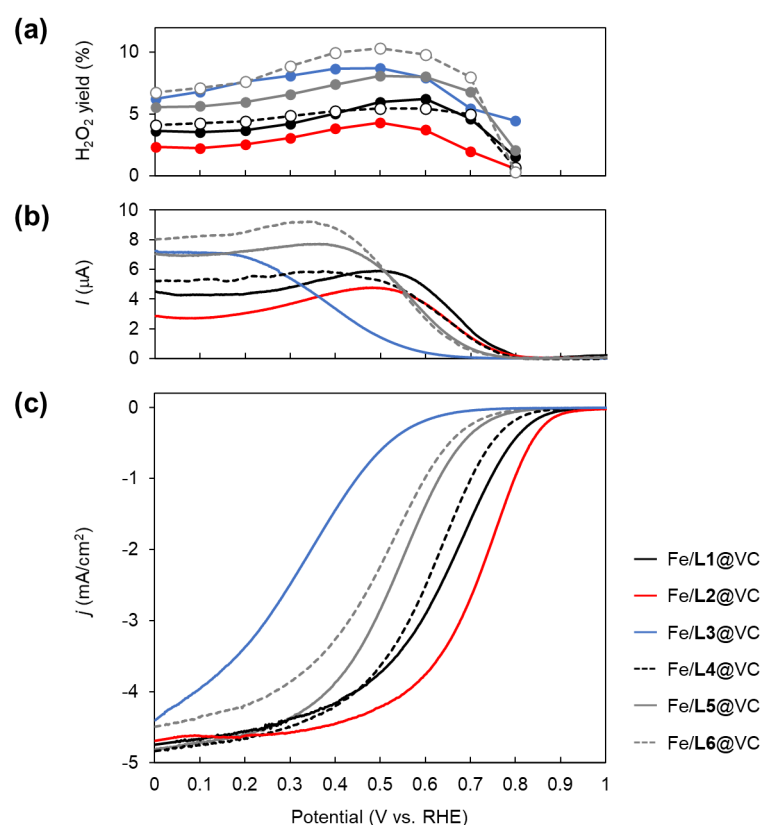 (a)
H₂O₂ yield (%)
10
5
0
(b)
I (μA)
10
8
6
4
2
0
(c)
j (mA/cm²)
0
-1
-2
-3
-4
-5
0 0.1 0.2 0.3 0.4 0.5 0.6 0.7 0.8 0.9 1
Potential (V vs. RHE)
Fe/L1@VC
Fe/L2@VC
Fe/L3@VC
Fe/L4@VC
Fe/L5@VC
Fe/L6@VC